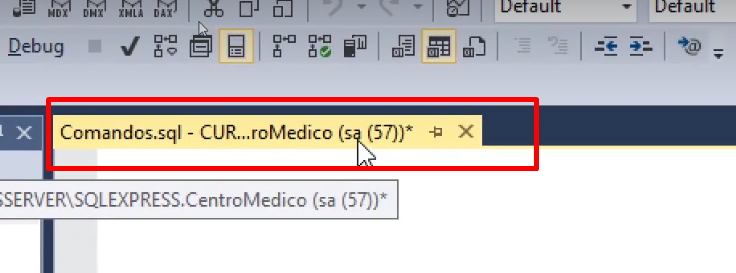 MDX DMX XMLA DAX
Default
Default
Debug
Comandos.sql - CUR...roMedico (sa (57))*
SSERVER\SQLEXPRESS.CentroMedico (sa (57))*